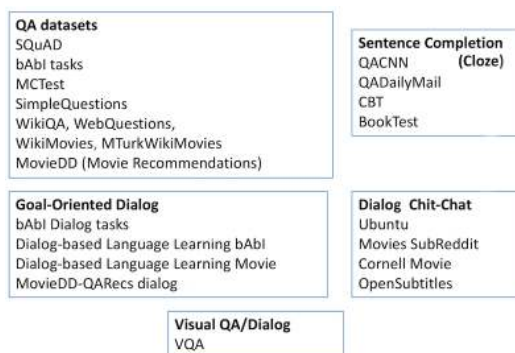 QA datasets
SQuAD
bAbI tasks
MCTest
SimpleQuestions
WikiQA, WebQuestions,
WikiMovies, MTurkWikiMovies
MovieDD (Movie Recommendations)
Sentence Completion
QACNN (Cloze)
QADailyMail
CBT
BookTest
Goal-Oriented Dialog
bAbI Dialog tasks
Dialog-based Language Learning bAbI
Dialog-based Language Learning Movie
MovieDD-QARecs dialog
Dialog Chit-Chat
Ubuntu
Movies SubReddit
Cornell Movie
OpenSubtitles
Visual QA/Dialog
VQA